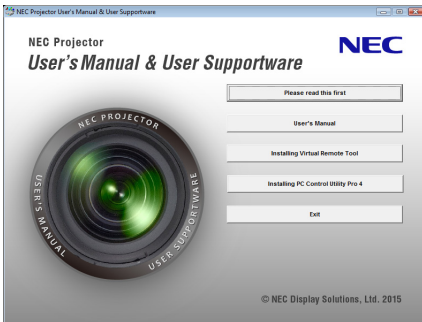 NEC Projector User's Manual & User Supportware
NEC Projector
NEC
User's Manual & User Supportware
Please read this first
NEC PROJECTOR
User's Manual
USER'S MANUAL
USER SUPPORTWARE
Installing Virtual Remote Tool
Installing PC Control Utility Pro 4
Exit
© NEC Display Solutions, Ltd. 2015